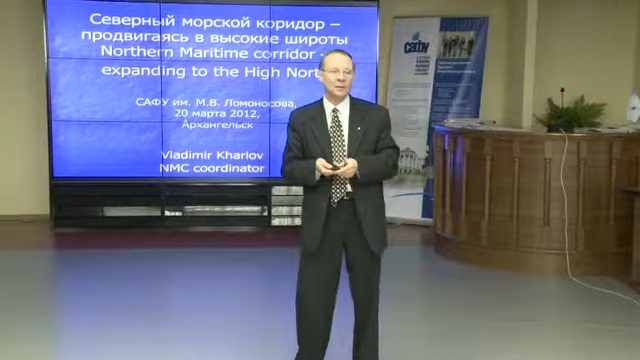 Северный морской коридор –
продвигаясь в высокие широты
Northern Maritime corridor
expanding to the High
САФУ им. М.В. Ломоносова,
20 марта 2012,
Архангельск
Vladimir Kharlov
NMC coordinator
сафу